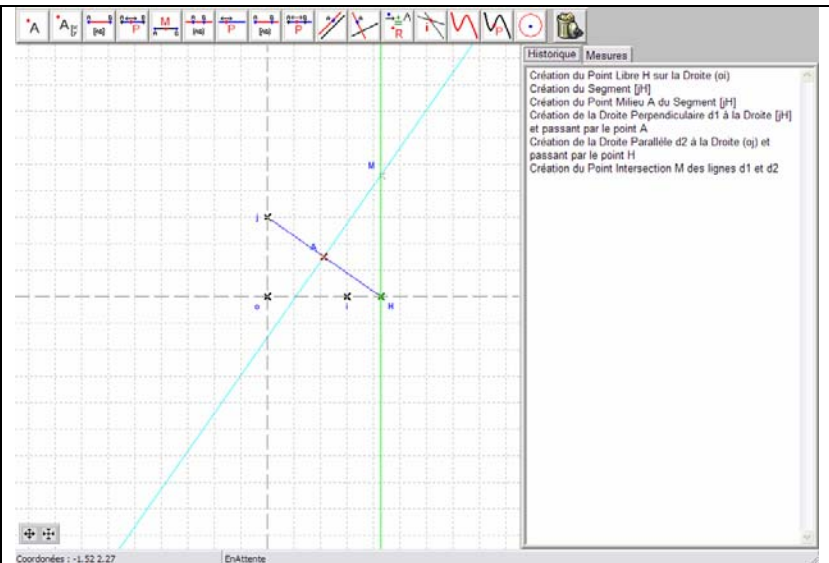 Historique Mesures
Création du Point Libre H sur la Droite (oi)
Création du Segment [jH]
Création du Point Milieu A du Segment [jH]
Création de la Droite Perpendiculaire d1 à la Droite [jH]
et passant par le point A
Création de la Droite Parallèle d2 à la Droite (oj) et
passant par le point H
Création du Point Intersection M des lignes d1 et d2
M
j
A
o
i
H
Coordonées : -1.52 2.27 EnAttente